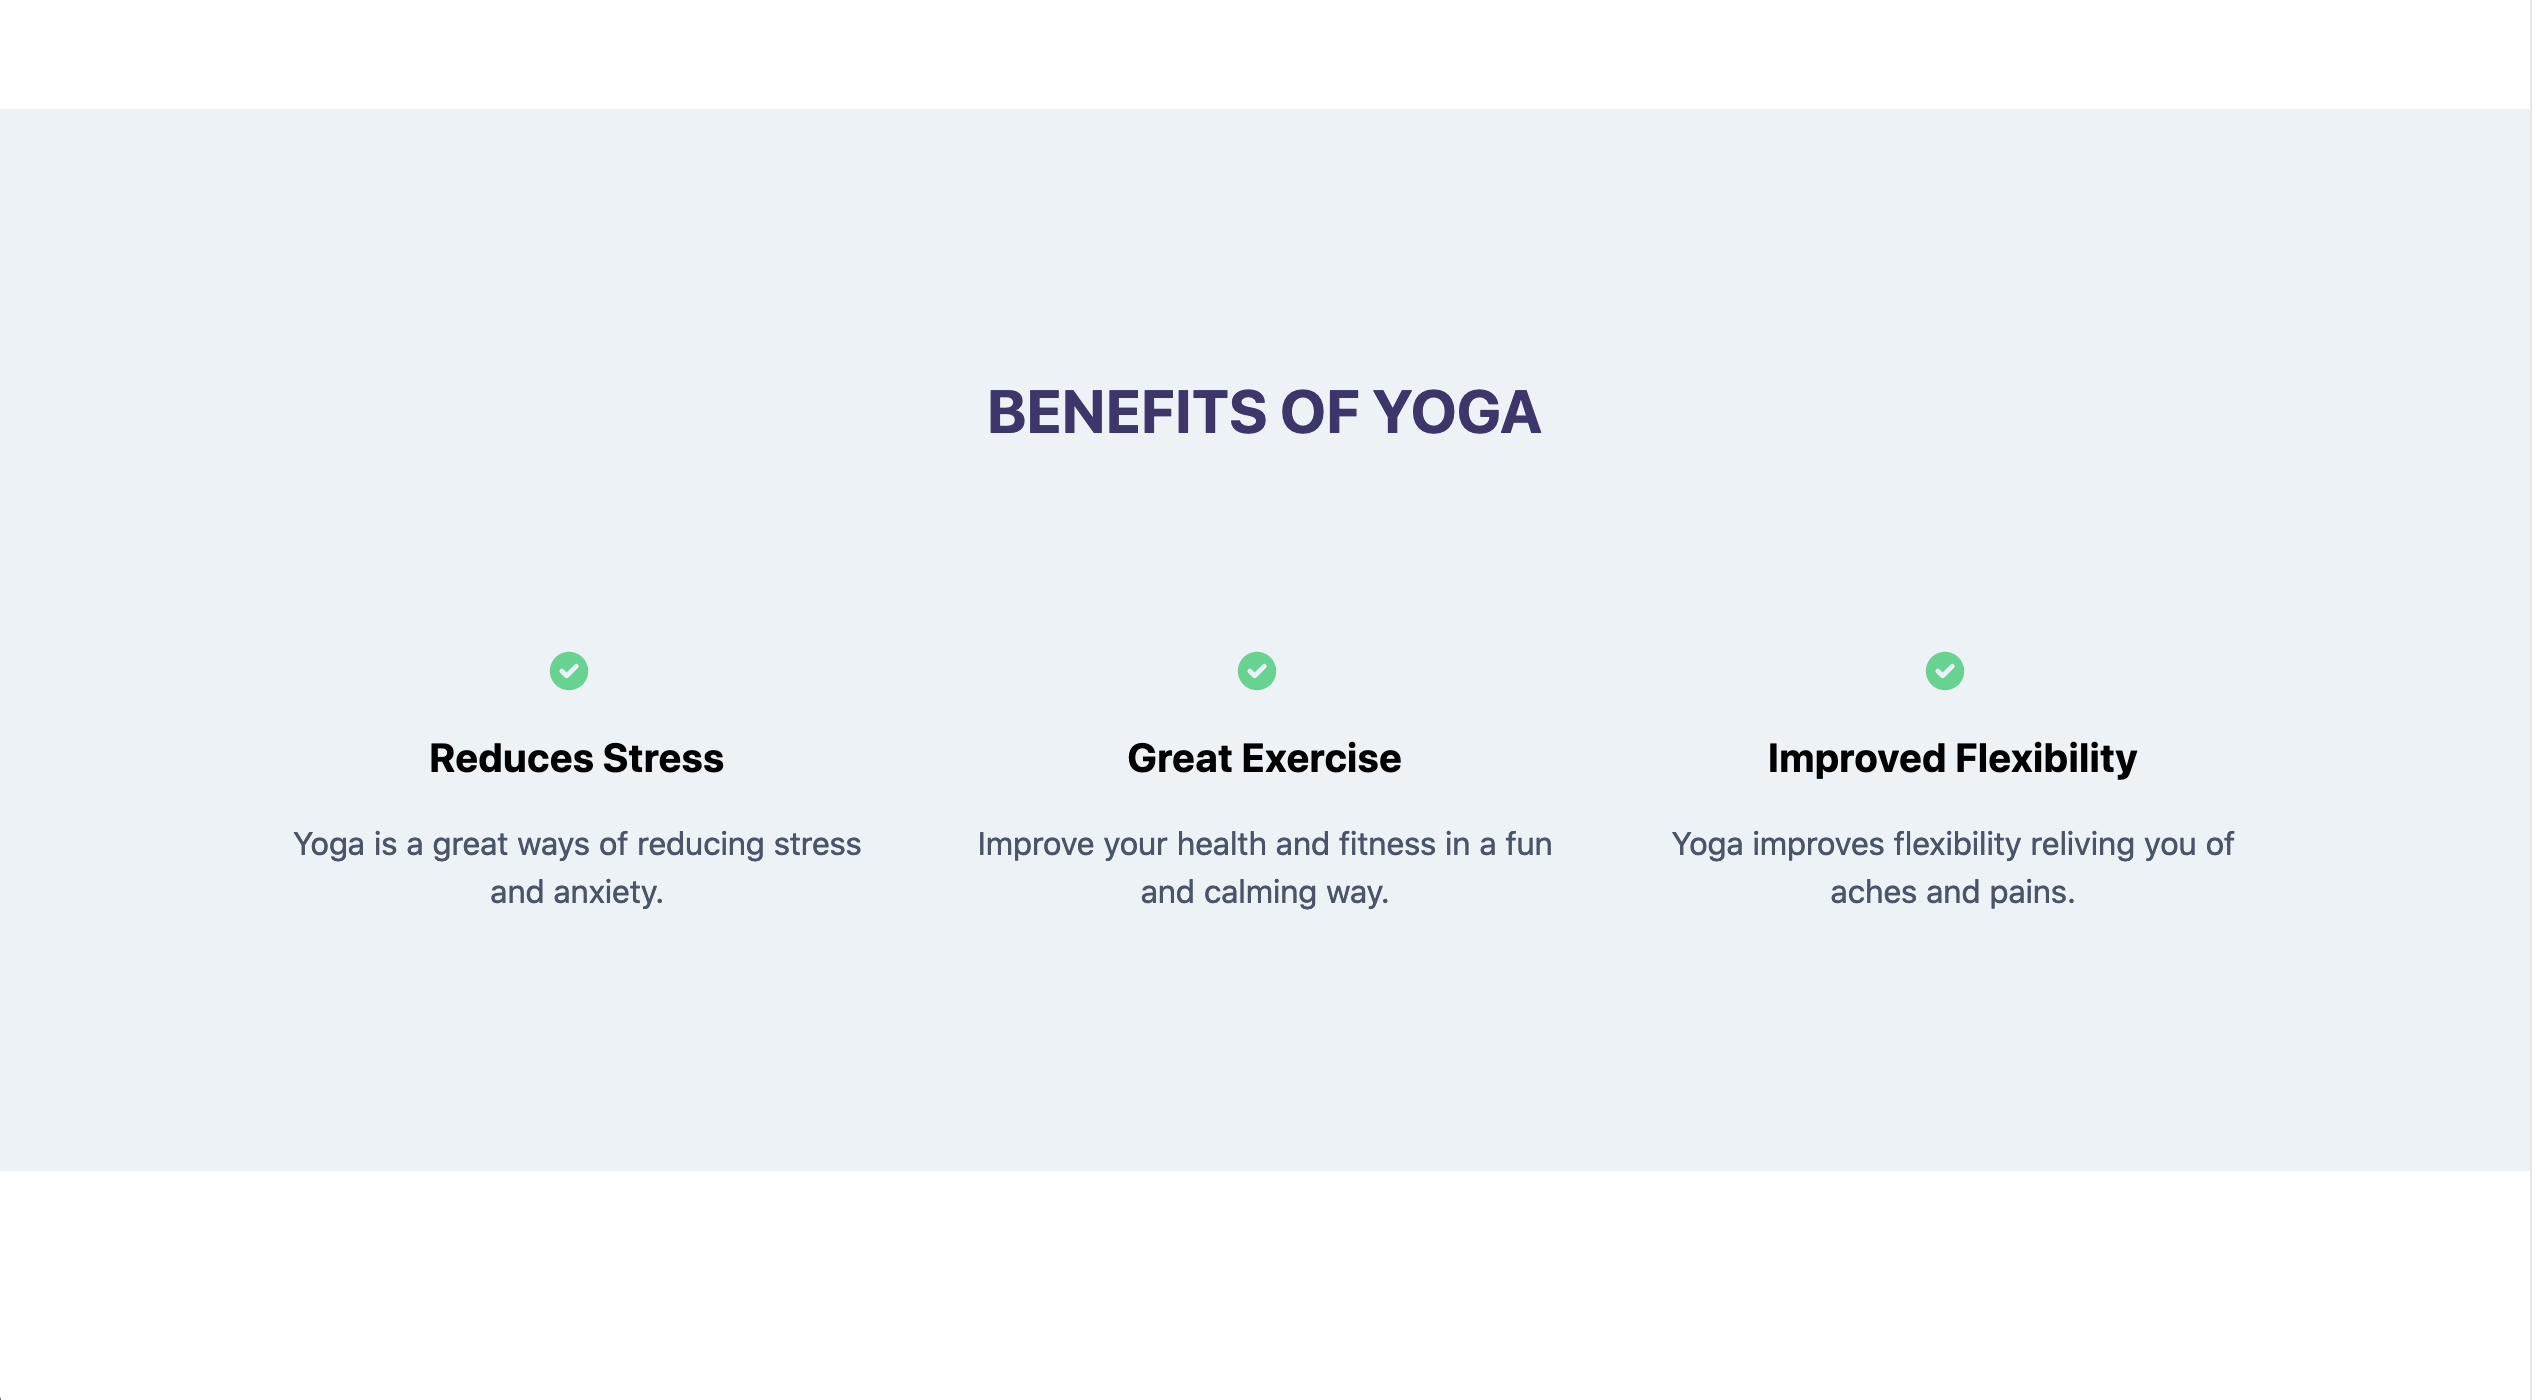 BENEFITS OF YOGA
Reduces Stress
Yoga is a great ways of reducing stress
and anxiety.
Great Exercise
Improve your health and fitness in a fun
and calming way.
Improved Flexibility
Yoga improves flexibility reliving you of
aches and pains.